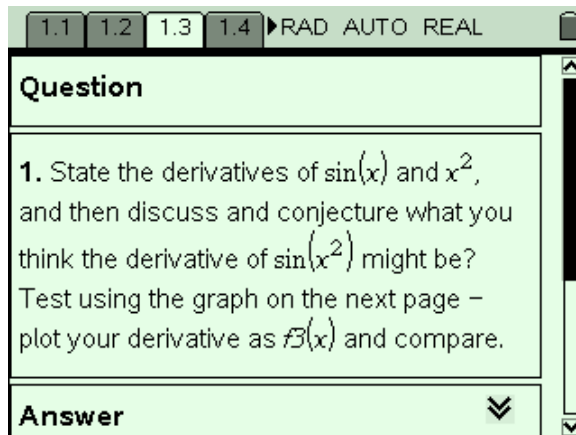 1.1 1.2 1.3 1.4 RAD AUTO REAL
Question
1. State the derivatives of sin(x) and x²,
and then discuss and conjecture what you
think the derivative of sin(x²) might be?
Test using the graph on the next page –
plot your derivative as f3(x) and compare.
Answer